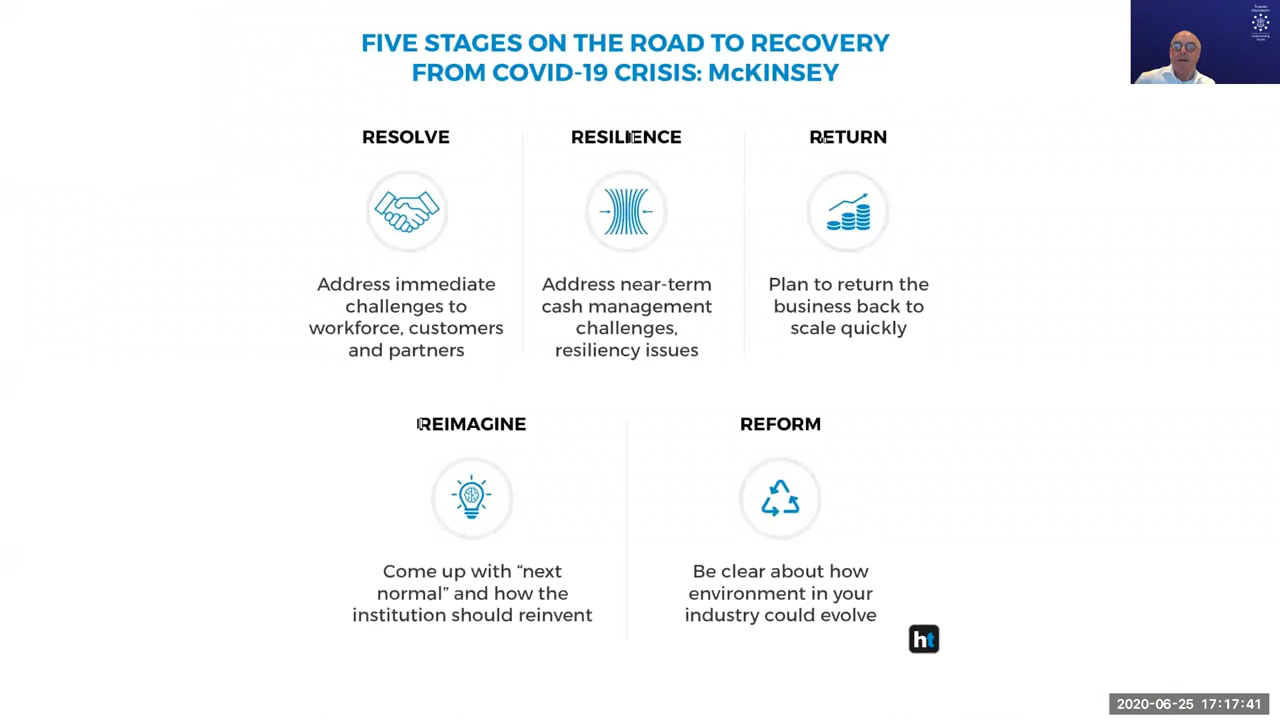 FIVE STAGES ON THE ROAD TO RECOVERY
FROM COVID-19 CRISIS: McKINSEY
RESOLVE
Address immediate
challenges to
workforce, customers
and partners
RESILIENCE
Address near-term
cash management
challenges,
resiliency issues
RETURN
Plan to return the
business back to
scale quickly
REIMAGINE
Come up with “next
normal” and how the
institution should reinvent
REFORM
Be clear about how
environment in your
industry could evolve
ht
2020-06-25 17:17:41